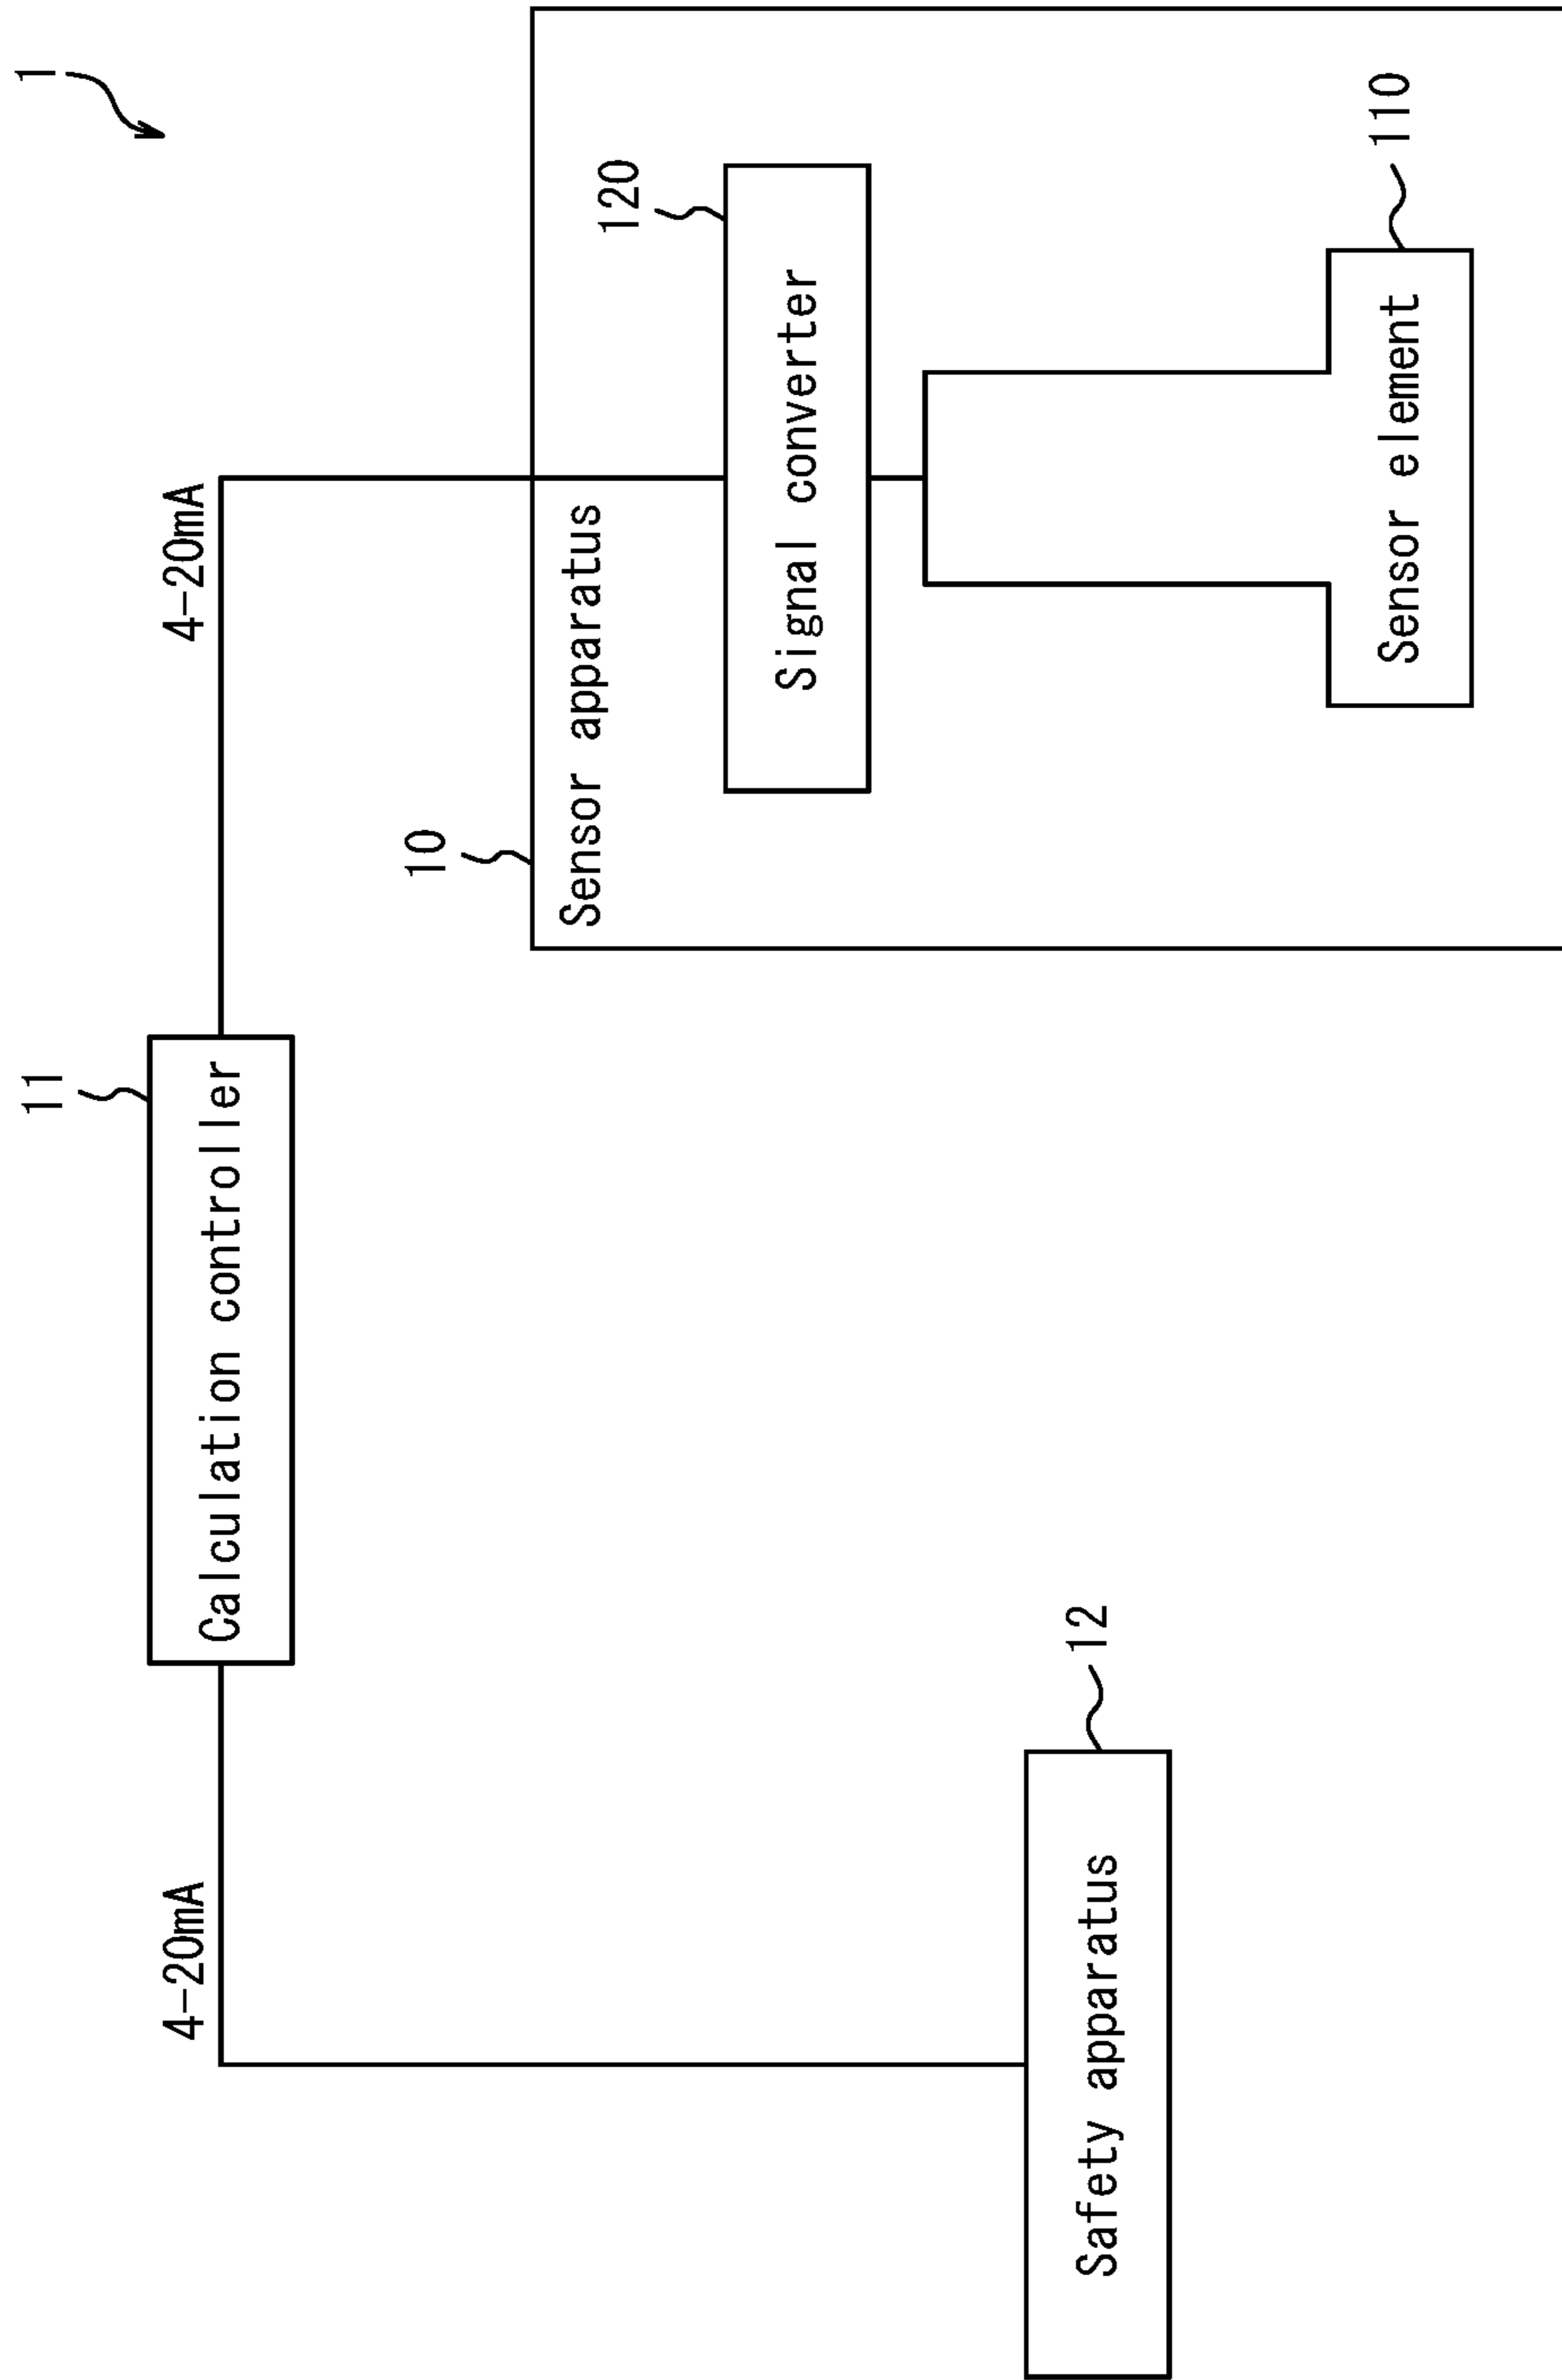 1
11
4-20mA
4-20mA
Calculation controller
10
Sensor apparatus
120
Signal converter
12
Safety apparatus
110
Sensor element